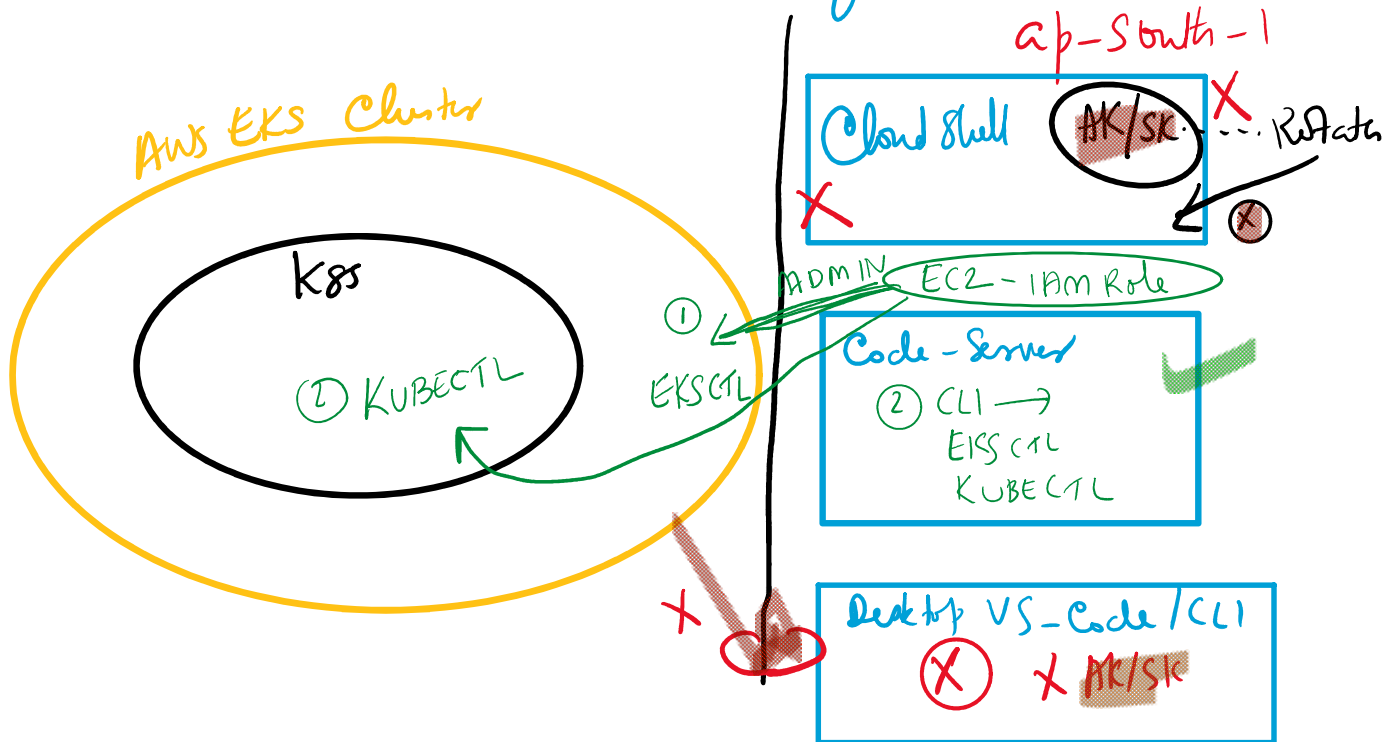 ap-South-1
AWS EKS Cluster
Cloud Shell
AK/SK
K8s
ADMIN
EC2-IAM Role
1
EKSCTL
2 KUBECTL
Code-Server
2 CLI →
EKSCTL
KUBECTL
Desktop VS-Code/CLI
X X AK/SK